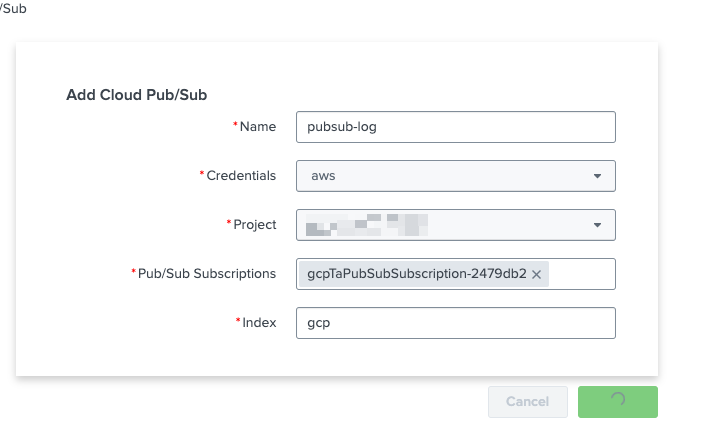 /Sub
Add Cloud Pub/Sub
*Name pubsub-log
*Credentials aws
*Project
*Pub/Sub Subscriptions gcpTaPubSubSubscription-2479db2 ×
*Index gcp
Cancel